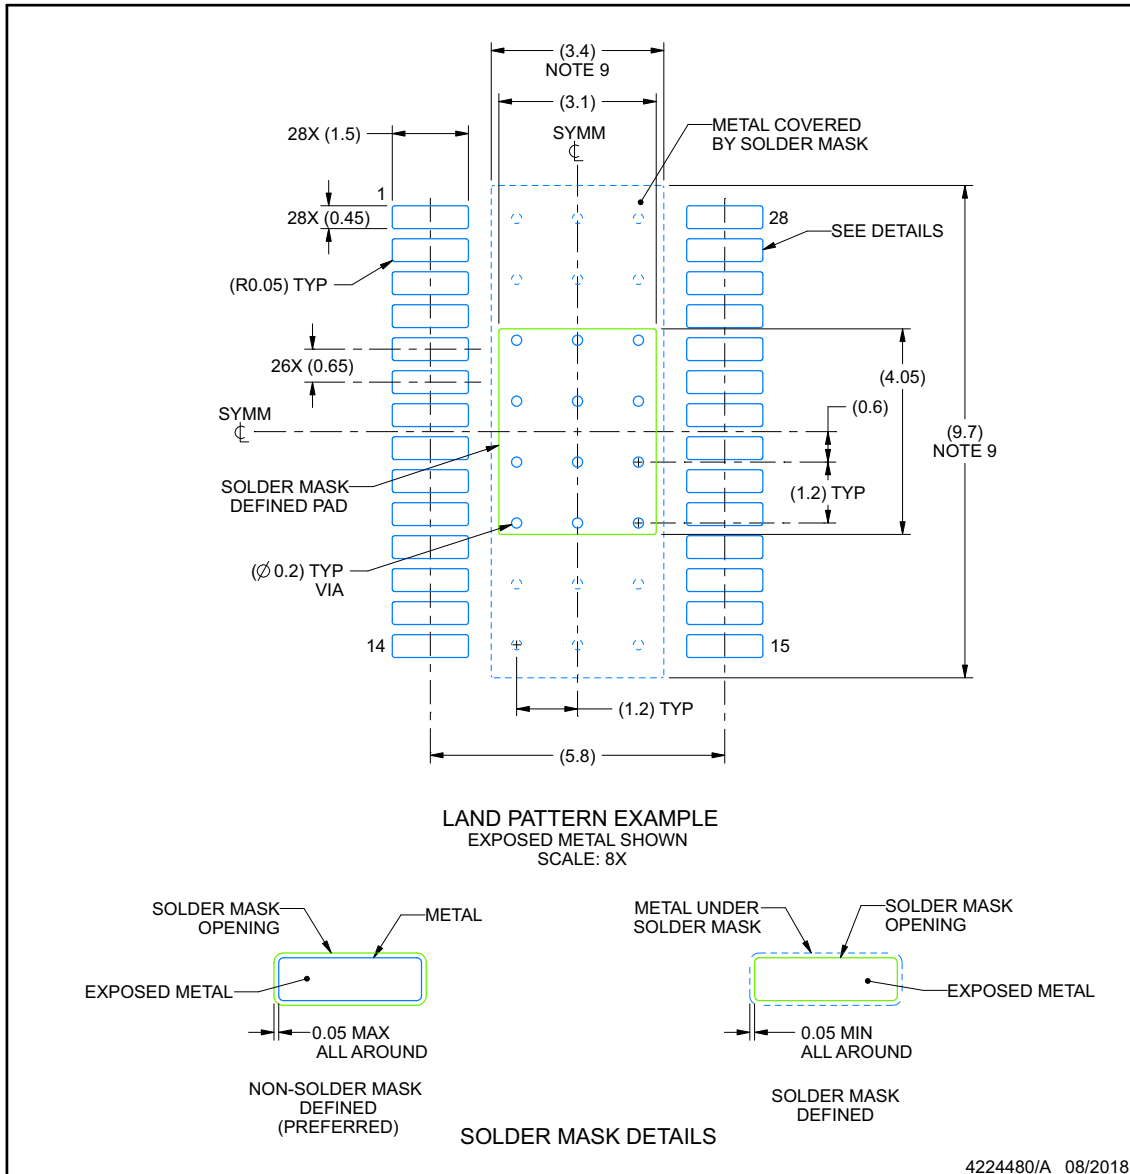 (3.4)
NOTE 9
(3.1)
SYMM
℄
METAL COVERED
BY SOLDER MASK
28X (1.5)
1
28X (0.45)
28
SEE DETAILS
(R0.05) TYP
26X (0.65)
(4.05)
(0.6)
SYMM
℄
(9.7)
NOTE 9
SOLDER MASK
DEFINED PAD
(1.2) TYP
(Ø 0.2) TYP
VIA
14
15
(1.2) TYP
(5.8)
LAND PATTERN EXAMPLE
EXPOSED METAL SHOWN
SCALE: 8X
SOLDER MASK
OPENING
METAL
EXPOSED METAL
0.05 MAX
ALL AROUND
NON-SOLDER MASK
DEFINED
(PREFERRED)
METAL UNDER
SOLDER MASK
SOLDER MASK
OPENING
EXPOSED METAL
0.05 MIN
ALL AROUND
SOLDER MASK
DEFINED
SOLDER MASK DETAILS
4224480/A 08/2018